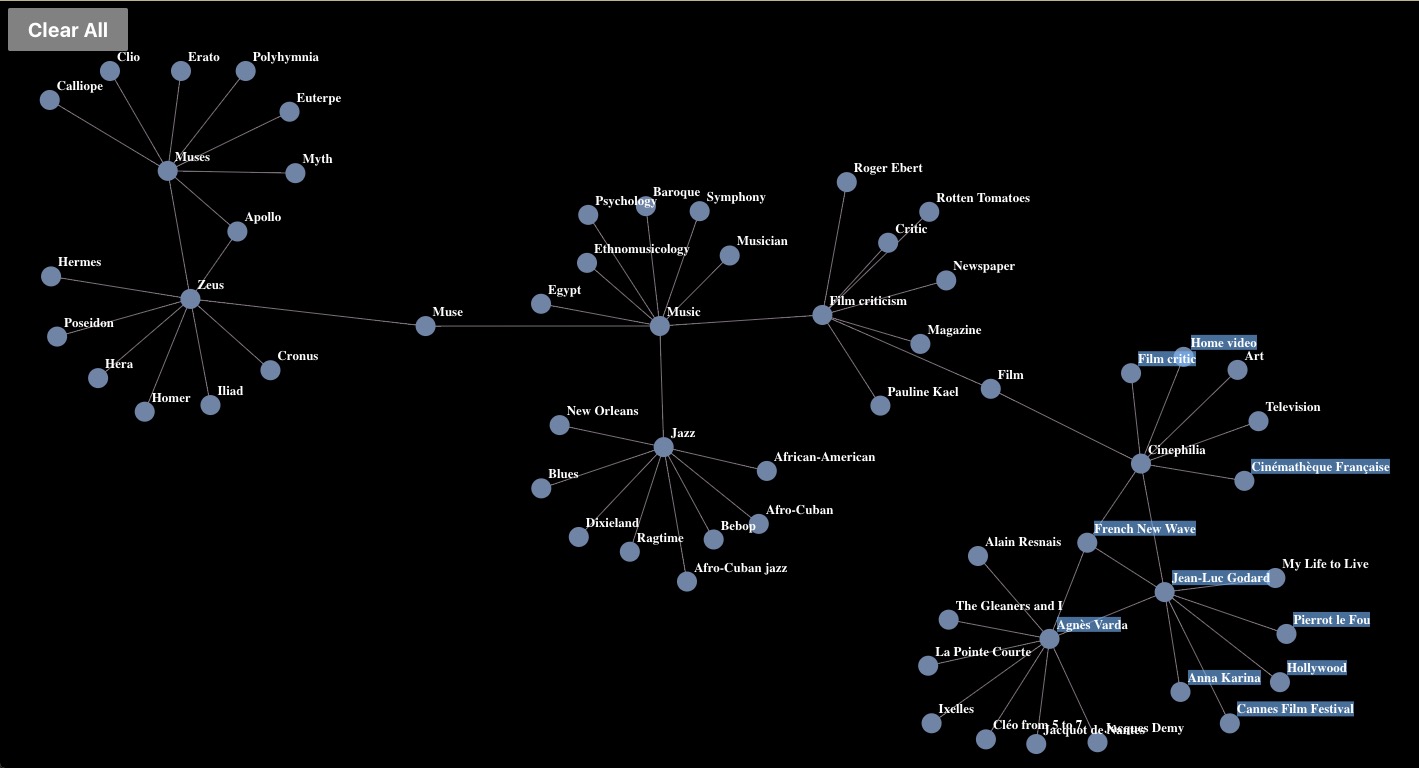 Clear All
Clio
Erato
Polyhymnia
Calliope
Euterpe
Muses
Myth
Apollo
Hermes
Zeus
Poseidon
Muse
Hera
Cronus
Homer
Iliad
Psychology
Baroque
Symphony
Ethnomusicology
Musician
Egypt
Music
Roger Ebert
Rotten Tomatoes
Critic
Newspaper
Film criticism
Magazine
Film
Pauline Kael
New Orleans
Jazz
African-American
Blues
Afro-Cuban
Dixieland
Bebop
Ragtime
Afro-Cuban jazz
Home video
Film critic
Art
Television
Cinephilia
Cinémathèque Française
French New Wave
Alain Resnais
My Life to Live
Jean-Luc Godard
The Gleaners and I
Pierrot le Fou
Agnès Varda
La Pointe Courte
Hollywood
Anna Karina
Ixelles
Cannes Film Festival
Cléo from 5 to 7
Jacquot de Nantes
Jacques Demy